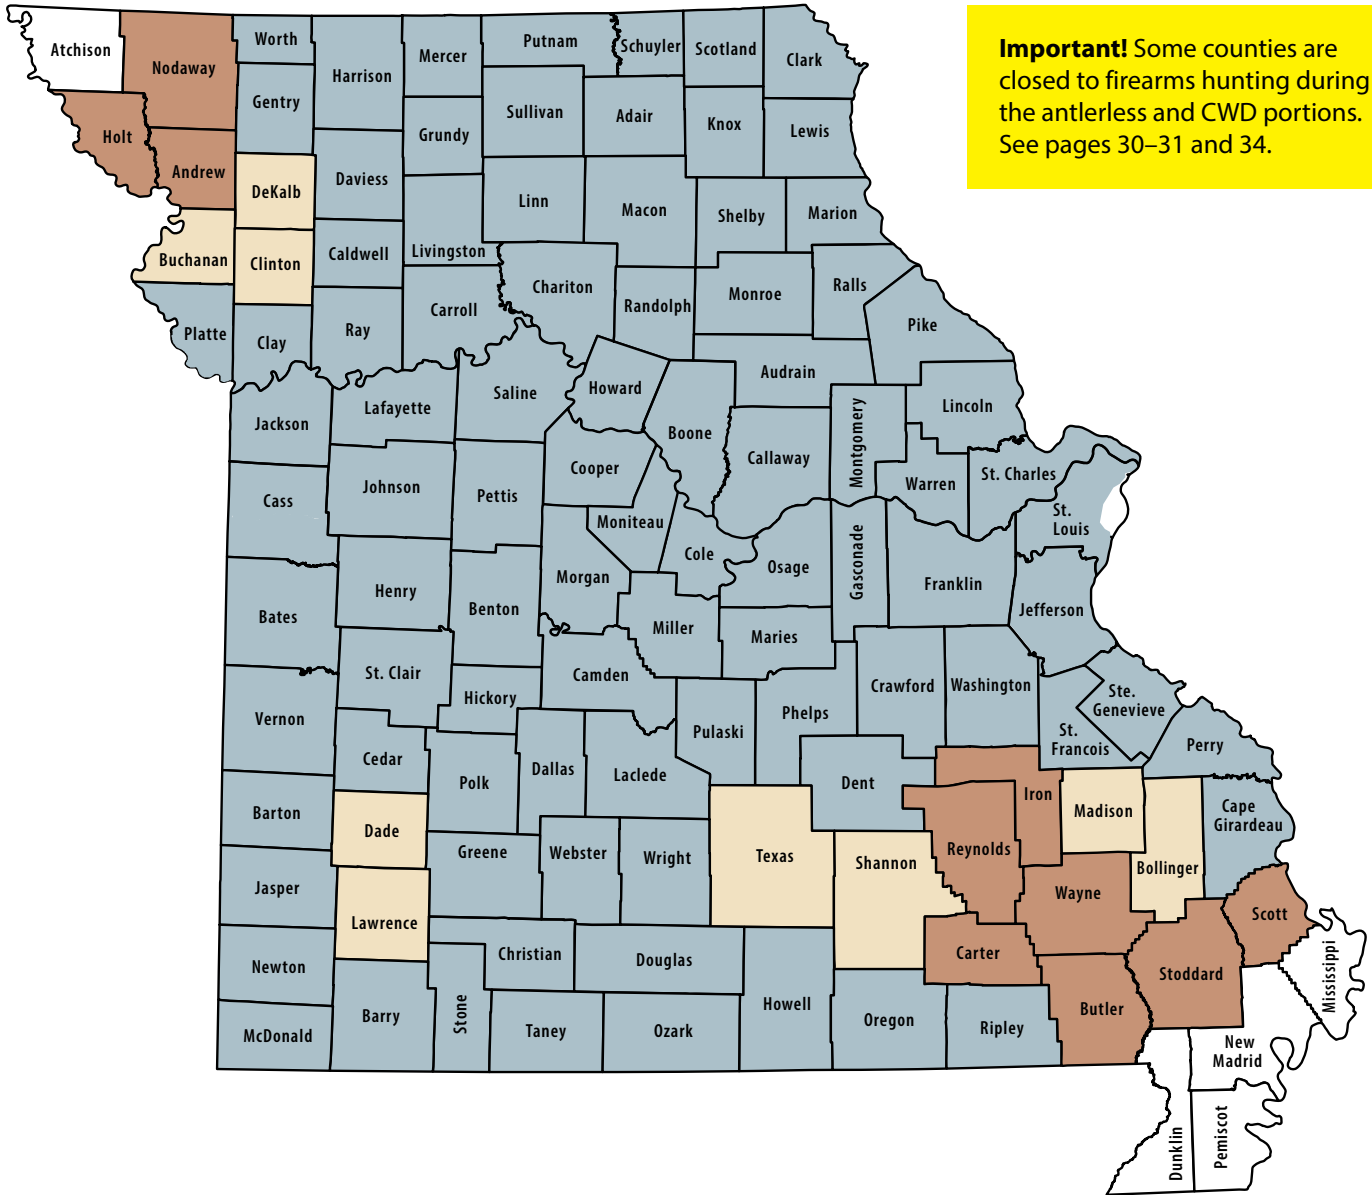 Important! Some counties are
closed to firearms hunting during
the antlerless and CWD portions.
See pages 30–31 and 34.
Atchison
Nodaway
Worth
Harrison
Mercer
Putnam
Schuyler
Scotland
Clark
Gentry
Sullivan
Adair
Knox
Lewis
Holt
Andrew
Grundy
DeKalb
Daviess
Linn
Macon
Shelby
Marion
Buchanan
Clinton
Caldwell
Livingston
Chariton
Randolph
Monroe
Ralls
Platte
Clay
Ray
Carroll
Pike
Audrain
Howard
Saline
Lafayette
Jackson
Boone
Lincoln
Callaway
Montgomery
Cooper
Warren
St. Charles
Johnson
Pettis
Cass
Moniteau
St.
Louis
Cole
Osage
Gasconade
Franklin
Morgan
Henry
Benton
Bates
Miller
Maries
Jefferson
St. Clair
Camden
Crawford
Washington
Hickory
Ste.
Genevieve
Vernon
Phelps
Pulaski
St.
Francois
Perry
Cedar
Polk
Dallas
Laclede
Dent
Iron
Barton
Dade
Madison
Cape
Girardeau
Greene
Webster
Wright
Texas
Shannon
Reynolds
Bollinger
Jasper
Wayne
Lawrence
Scott
Christian
Douglas
Carter
Stoddard
Mississippi
Newton
Barry
Stone
Taney
Ozark
Howell
Oregon
Ripley
Butler
McDonald
New
Madrid
Dunklin
Pemiscot